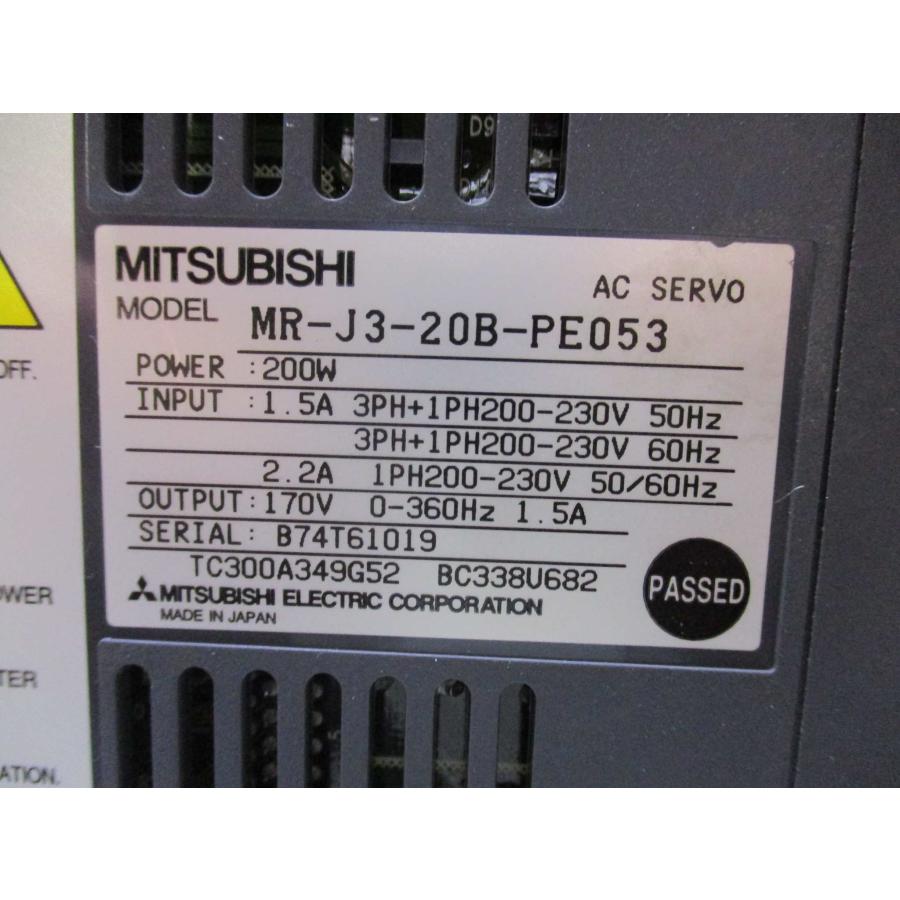 D9
MITSUBISHI
AC SERVO
MODEL MR-J3-20B-PE053
POWER :200W
INPUT :1.5A 3PH+1PH200-230V 50Hz
3PH+1PH200-230V 60Hz
2.2A 1PH200-230V 50/60Hz
OUTPUT:170V 0-360Hz 1.5A
SERIAL: B74T61019
TC300A349G52 BC338U682
MITSUBISHI ELECTRIC CORPORATION
MADE IN JAPAN
PASSED
OFF.
OWER
TER
ATION.